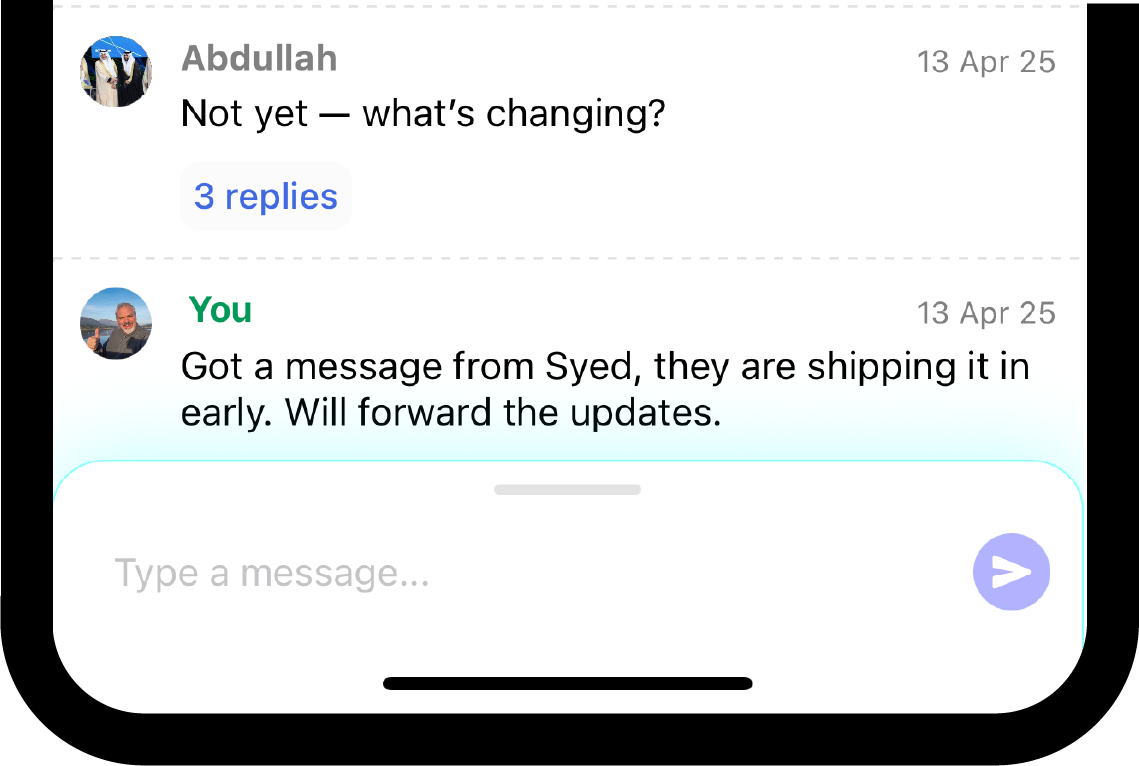 Abdullah
13 Apr 25
Not yet — what’s changing?
3 replies
You
13 Apr 25
Got a message from Syed, they are shipping it in
early. Will forward the updates.
Type a message...